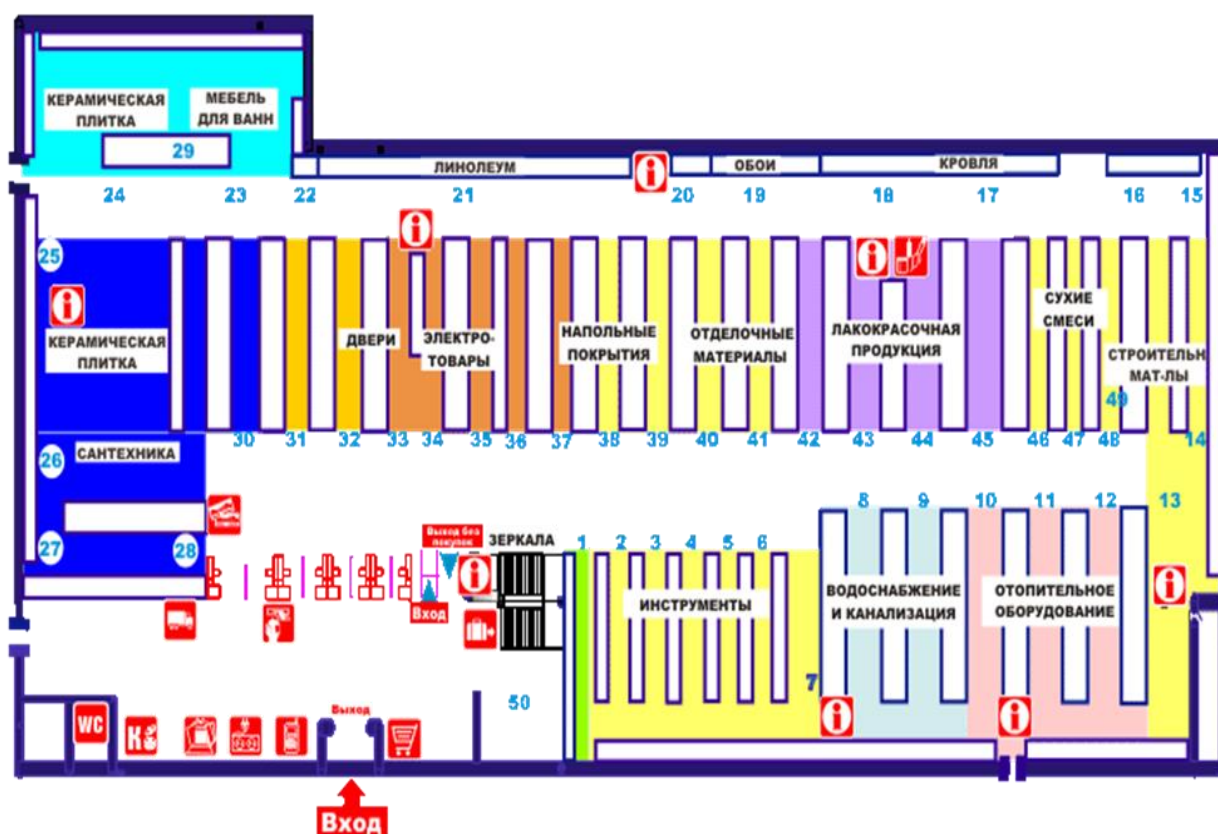 КЕРАМИЧЕСКАЯ
ПЛИТКА
МЕБЕЛЬ
ДЛЯ ВАНН
29
ЛИНОЛЕУМ
i
ОБОИ
КРОВЛЯ
24
23
22
21
20
19
18
17
16
15
25
i
i
i
КЕРАМИЧЕСКАЯ
ПЛИТКА
ДВЕРИ
ЭЛЕКТРО-
ТОВАРЫ
НАПОЛЬНЫЕ
ПОКРЫТИЯ
ОТДЕЛОЧНЫЕ
МАТЕРИАЛЫ
ЛАКОКРАСОЧНАЯ
ПРОДУКЦИЯ
СУХИЕ
СМЕСИ
СТРОИТЕЛЬН
МАТ-ЛЫ
49
30
31
32
33
34
35
36
37
38
39
40
41
42
43
44
45
46
47
48
14
26
САНТЕХНИКА
27
28
Выход без
покупок
ЗЕРКАЛА
i
Вход
1
2
3
4
5
6
ИНСТРУМЕНТЫ
7
8
9
10
11
12
13
ВОДОСНАБЖЕНИЕ
И КАНАЛИЗАЦИЯ
ОТОПИТЕЛЬНОЕ
ОБОРУДОВАНИЕ
i
i
i
50
WC
К
Выход
Вход